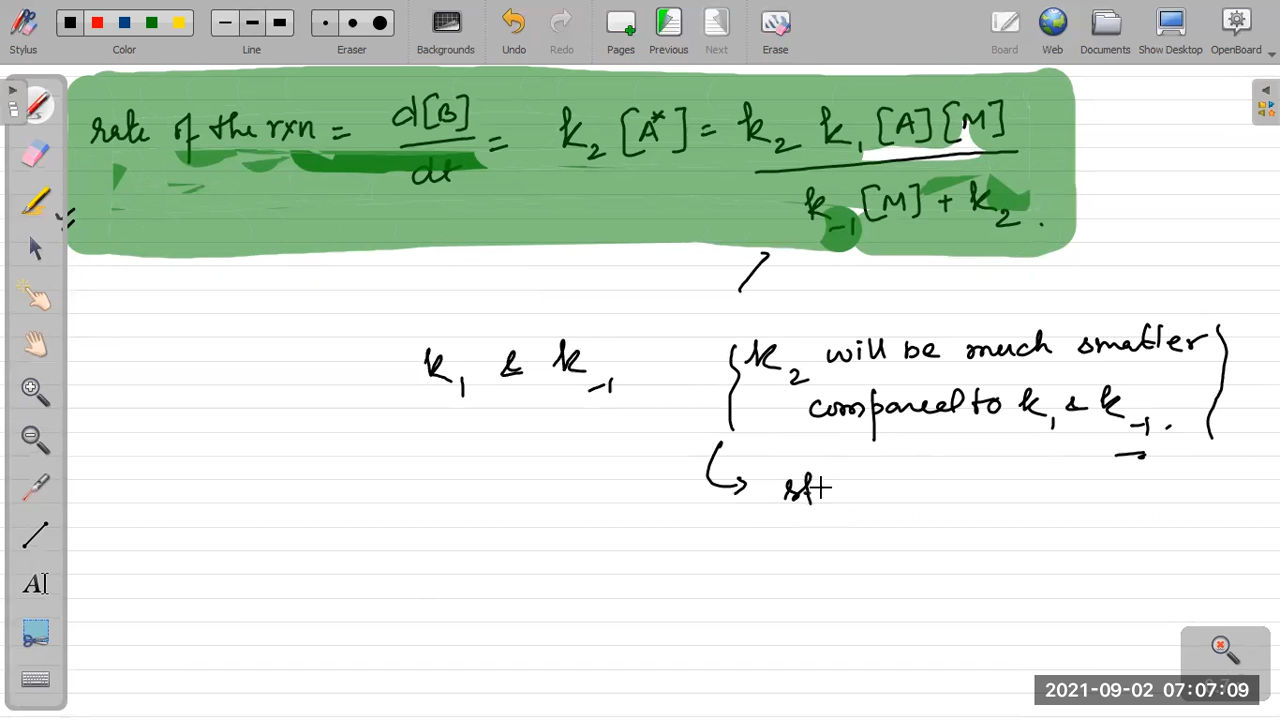 Stylus Color Line Eraser Backgrounds Undo Redo Pages Previous Next Erase Board Web Documents Show Desktop OpenBoard
rate of the rxn = d[B]/dt = k₂ [A*] = k₂ k₁ [A][M] / k₋₁ [M] + k₂ .
k₁ & k₋₁
{ k₂ will be much smaller
compared to k₁ & k₋₁ . }
2021-09-02 07:07:09